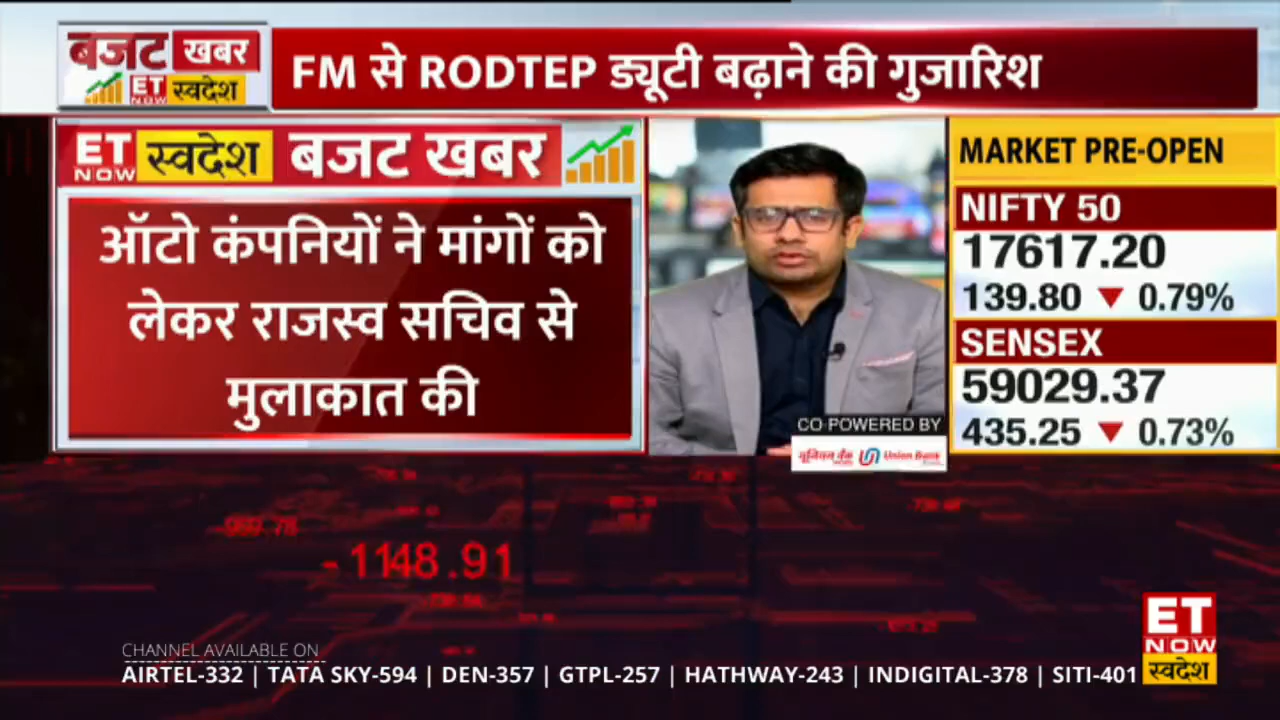 बजट खबर
ET NOW स्वदेश
FM से RODTEP ड्यूटी बढ़ाने की गुजारिश
ET NOW स्वदेश बजट खबर
ऑटो कंपनियों ने मांगों को
लेकर राजस्व सचिव से
मुलाकात की
CO POWERED BY
यूनियन बैंक Union Bank
MARKET PRE-OPEN
NIFTY 50
17617.20
139.80 ▼ 0.79%
SENSEX
59029.37
435.25 ▼ 0.73%
-1148.91
CHANNEL AVAILABLE ON
AIRTEL-332 | TATA SKY-594 | DEN-357 | GTPL-257 | HATHWAY-243 | INDIGITAL-378 | SITI-401
ET
NOW
स्वदेश